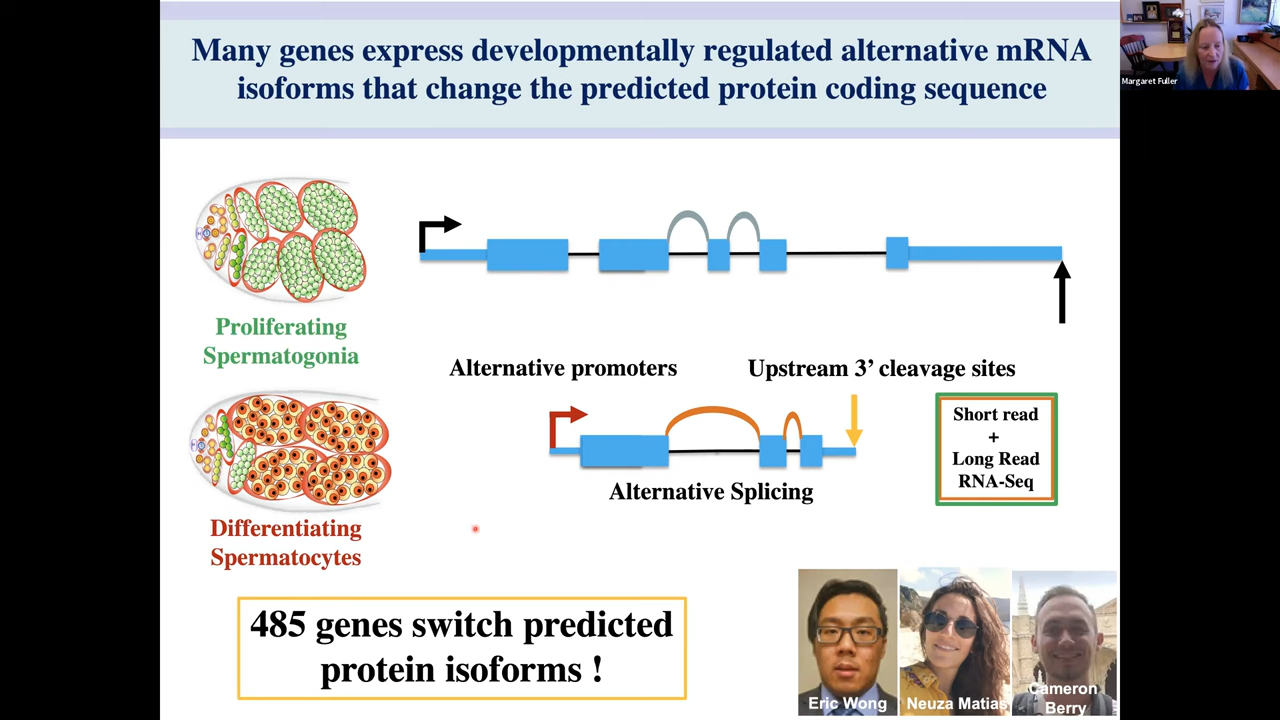 Many genes express developmentally regulated alternative mRNA
isoforms that change the predicted protein coding sequence
Margaret Fuller
Proliferating
Spermatogonia
Alternative promoters
Upstream 3’ cleavage sites
Short read
+
Long Read
RNA-Seq
Alternative Splicing
Differentiating
Spermatocytes
485 genes switch predicted
protein isoforms !
Eric Wong
Neuza Matias
Cameron
Berry